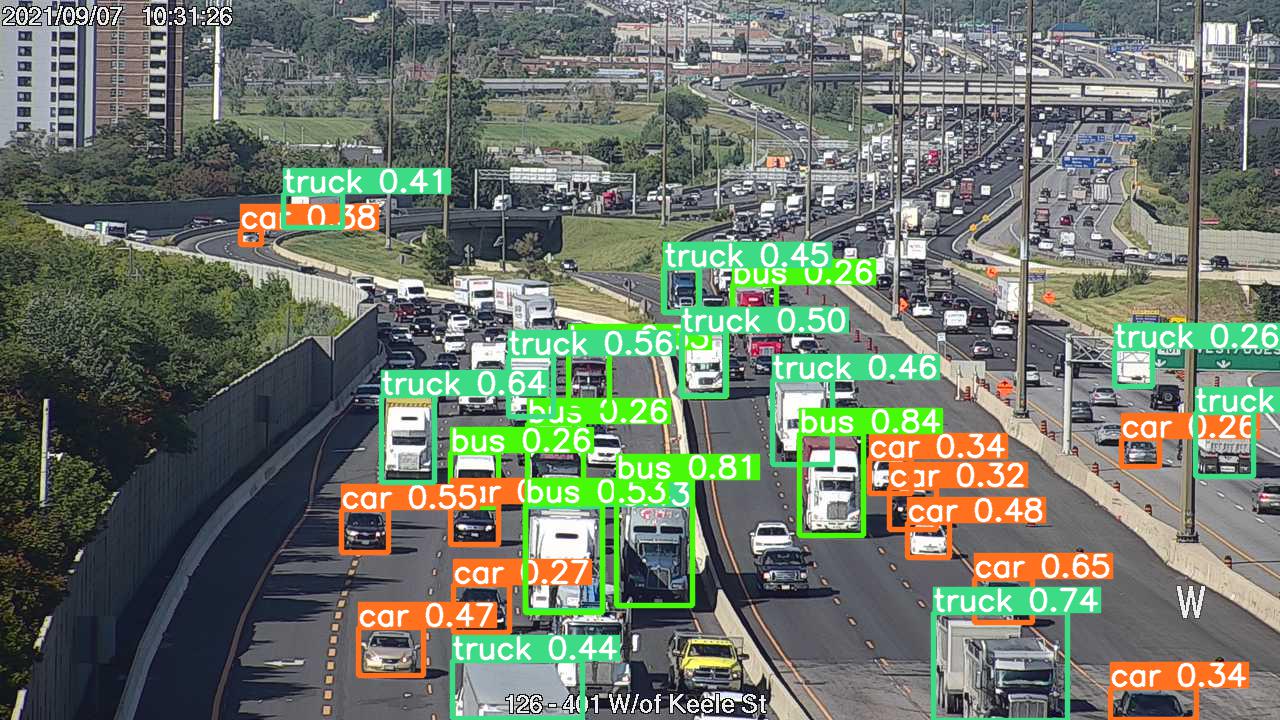 2021/09/07 10:31:26
truck 0.41
car 0.38
truck 0.45
bus 0.26
truck 0.50
truck 0.56
truck 0.26
truck 0.46
truck 0.64
truck
bus 0.26
bus 0.84
car 0.26
bus 0.26
car 0.34
bus 0.81
car 0.32
car 0.55
bus 0.53
car 0.48
car 0.27
car 0.65
truck 0.74
W
car 0.47
truck 0.44
car 0.34
126 - 401 W/of Keele St